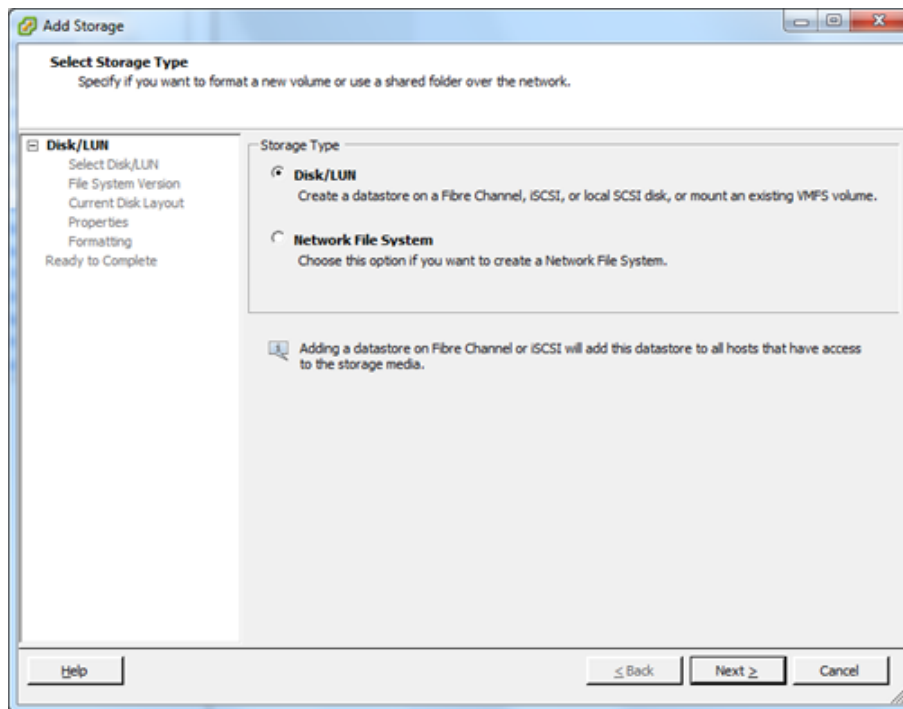 Add Storage
Select Storage Type
Specify if you want to format a new volume or use a shared folder over the network.
Disk/LUN
Select Disk/LUN
File System Version
Current Disk Layout
Properties
Formatting
Ready to Complete
Storage Type
Disk/LUN
Create a datastore on a Fibre Channel, iSCSI, or local SCSI disk, or mount an existing VMFS volume.
Network File System
Choose this option if you want to create a Network File System.
Adding a datastore on Fibre Channel or iSCSI will add this datastore to all hosts that have access
to the storage media.
Help
< Back
Next >
Cancel